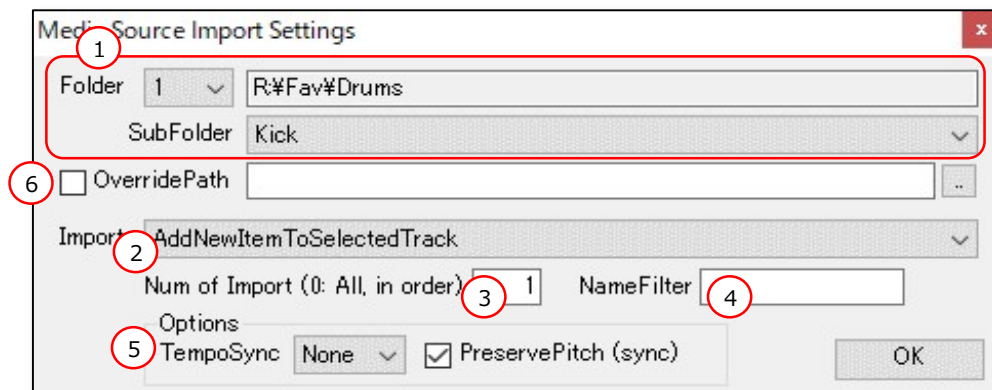 Media Source Import Settings x
1
Folder 1 R:¥Fav¥Drums
SubFolder Kick
6 OverridePath ..
Import AddNewItemToSelectedTrack
2
Num of Import (0: All, in order) 3 1 NameFilter 4
Options
5 TempoSync None PreservePitch (sync) OK